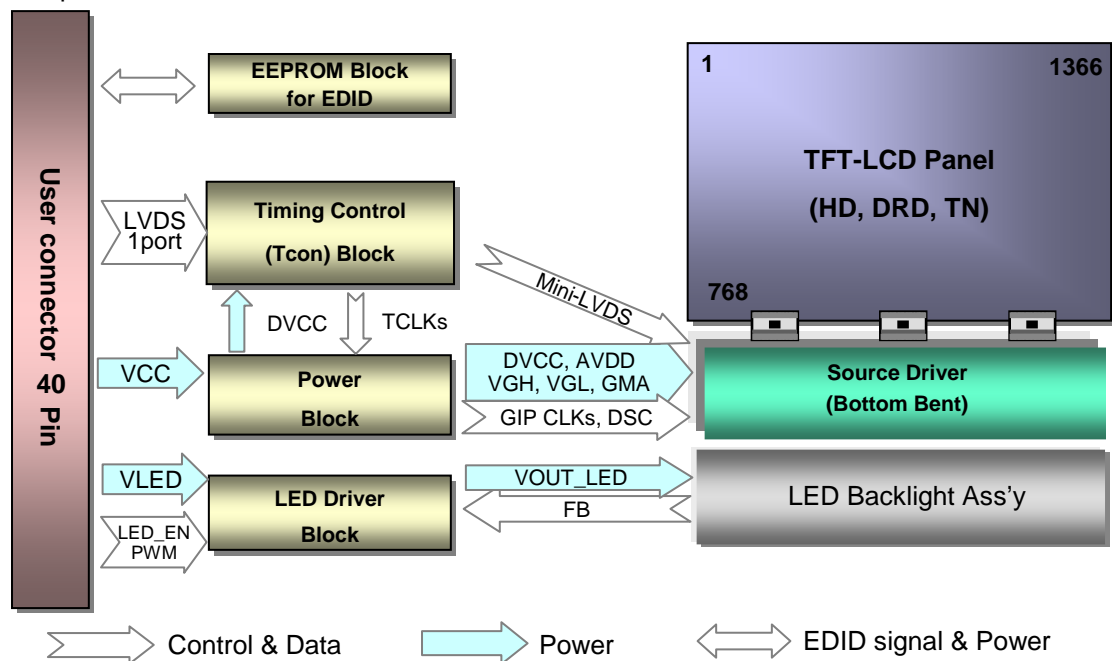 User connector 40 Pin
EEPROM Block
for EDID
LVDS
1port
Timing Control
(Tcon) Block
DVCC
TCLKs
VCC
Power
Block
VLED
LED_EN
PWM
LED Driver
Block
Mini-LVDS
DVCC, AVDD
VGH, VGL, GMA
GIP CLKs, DSC
VOUT_LED
FB
1
1366
TFT-LCD Panel
(HD, DRD, TN)
768
Source Driver
(Bottom Bent)
LED Backlight Ass'y
Control & Data
Power
EDID signal & Power